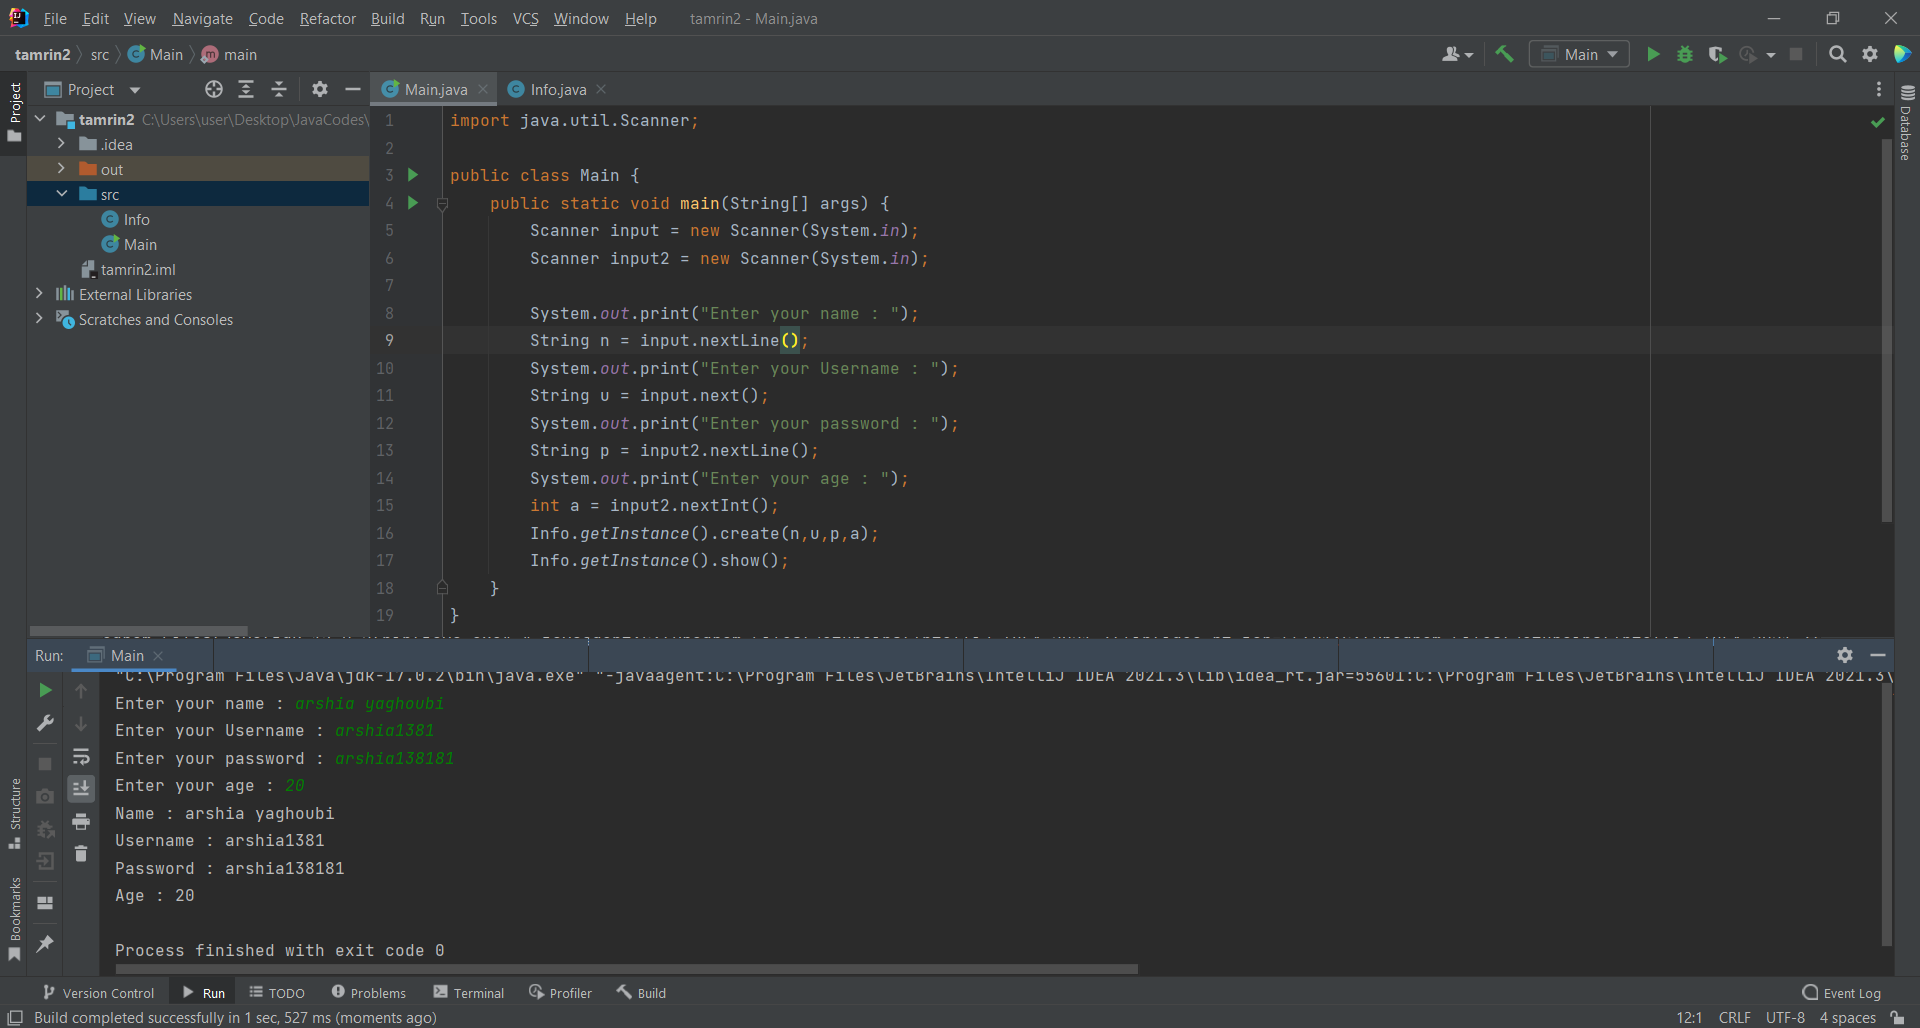 File Edit View Navigate Code Refactor Build Run Tools VCS Window Help tamrin2 - Main.java
tamrin2 src Main m main
Main
Project
Main.java
Info.java
Project
Database
Structure
Bookmarks
tamrin2 C:\Users\user\Desktop\JavaCodes\
.idea
out
src
Info
Main
tamrin2.iml
External Libraries
Scratches and Consoles
1 import java.util.Scanner;
2
3 public class Main {
4 public static void main(String[] args) {
5 Scanner input = new Scanner(System.in);
6 Scanner input2 = new Scanner(System.in);
7
8 System.out.print("Enter your name : ");
9 String n = input.nextLine();
10 System.out.print("Enter your Username : ");
11 String u = input.next();
12 System.out.print("Enter your password : ");
13 String p = input2.nextLine();
14 System.out.print("Enter your age : ");
15 int a = input2.nextInt();
16 Info.getInstance().create(n,u,p,a);
17 Info.getInstance().show();
18 }
19 }
Run: Main
"C:\Program Files\Java\jdk-17.0.2\bin\java.exe" "-javaagent:C:\Program Files\JetBrains\IntelliJ IDEA 2021.3\lib\idea_rt.jar=55601:C:\Program Files\JetBrains\IntelliJ IDEA 2021.3\
Enter your name : arshia yaghoubi
Enter your Username : arshia1381
Enter your password : arshia138181
Enter your age : 20
Name : arshia yaghoubi
Username : arshia1381
Password : arshia138181
Age : 20
Process finished with exit code 0
Version Control Run TODO Problems Terminal Profiler Build Event Log
Build completed successfully in 1 sec, 527 ms (moments ago) 12:1 CRLF UTF-8 4 spaces